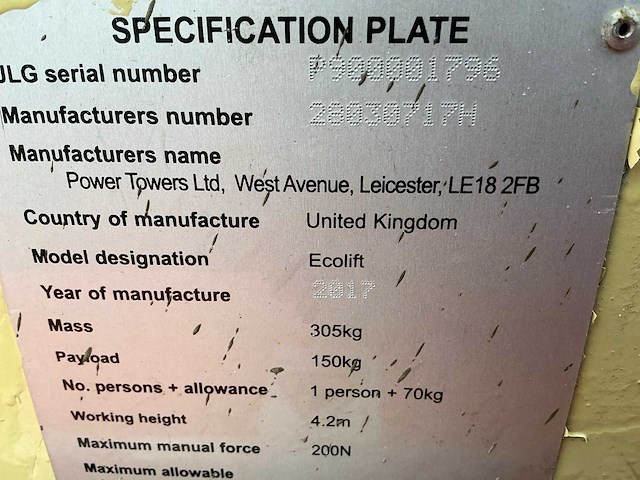 SPECIFICATION PLATE
JLG serial number P900001796
Manufacturers number 28030717H
Manufacturers name
Power Towers Ltd, West Avenue, Leicester, LE18 2FB
Country of manufacture United Kingdom
Model designation Ecolift
Year of manufacture 2017
Mass 305kg
Payload 150kg
No. persons + allowance 1 person + 70kg
Working height 4.2m
Maximum manual force 200N
Maximum allowable